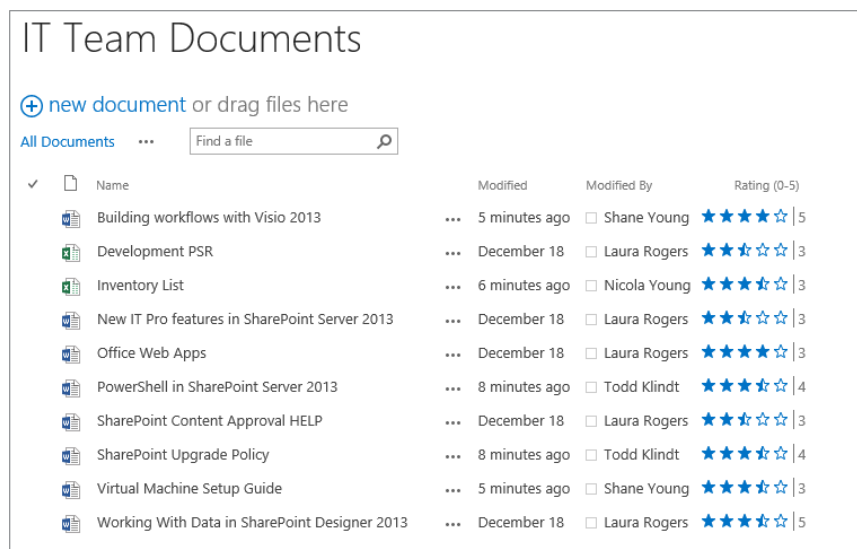 IT Team Documents
new document or drag files here
All Documents ••• Find a file
Name Modified Modified By Rating (0-5)
Building workflows with Visio 2013 ••• 5 minutes ago Shane Young 5
Development PSR ••• December 18 Laura Rogers 3
Inventory List ••• 6 minutes ago Nicola Young 3
New IT Pro features in SharePoint Server 2013 ••• December 18 Laura Rogers 3
Office Web Apps ••• December 18 Laura Rogers 3
PowerShell in SharePoint Server 2013 ••• 8 minutes ago Todd Klindt 4
SharePoint Content Approval HELP ••• December 18 Laura Rogers 3
SharePoint Upgrade Policy ••• 8 minutes ago Todd Klindt 4
Virtual Machine Setup Guide ••• 5 minutes ago Shane Young 3
Working With Data in SharePoint Designer 2013 ••• December 18 Laura Rogers 5